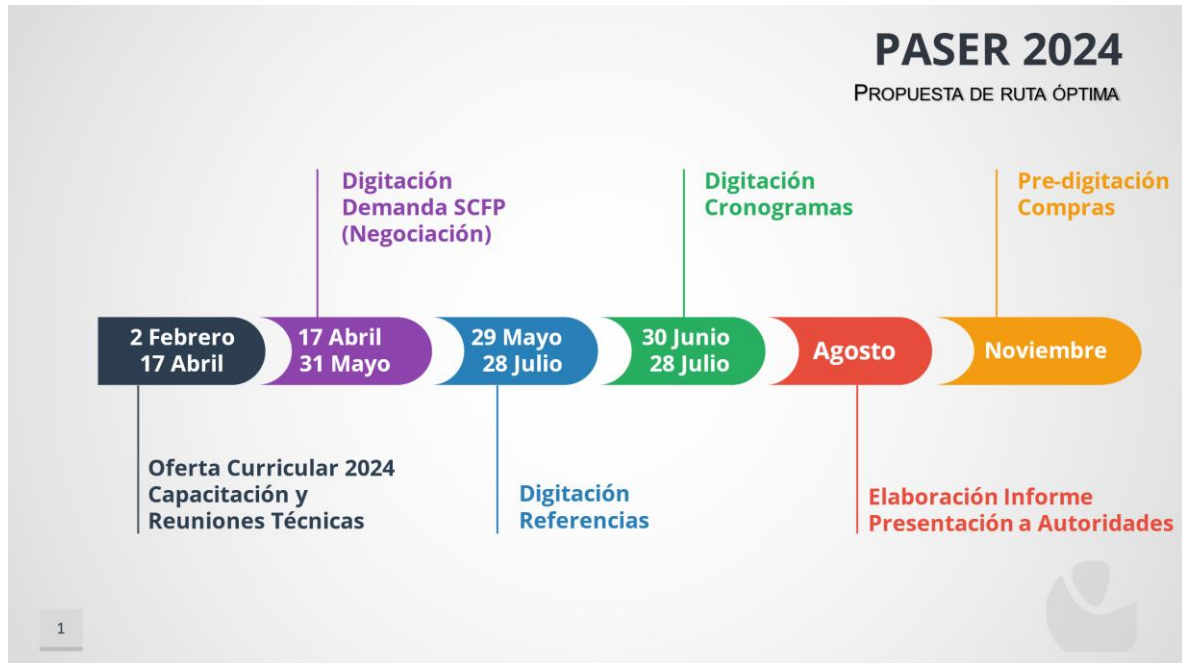 PASER 2024
PROPUESTA DE RUTA ÓPTIMA
Digitación
Demanda SCFP
(Negociación)
Digitación
Cronogramas
Pre-digitación
Compras
2 Febrero
17 Abril
17 Abril
31 Mayo
29 Mayo
28 Julio
30 Junio
28 Julio
Agosto
Noviembre
Oferta Curricular 2024
Capacitación y
Reuniones Técnicas
Digitación
Referencias
Elaboración Informe
Presentación a Autoridades
1